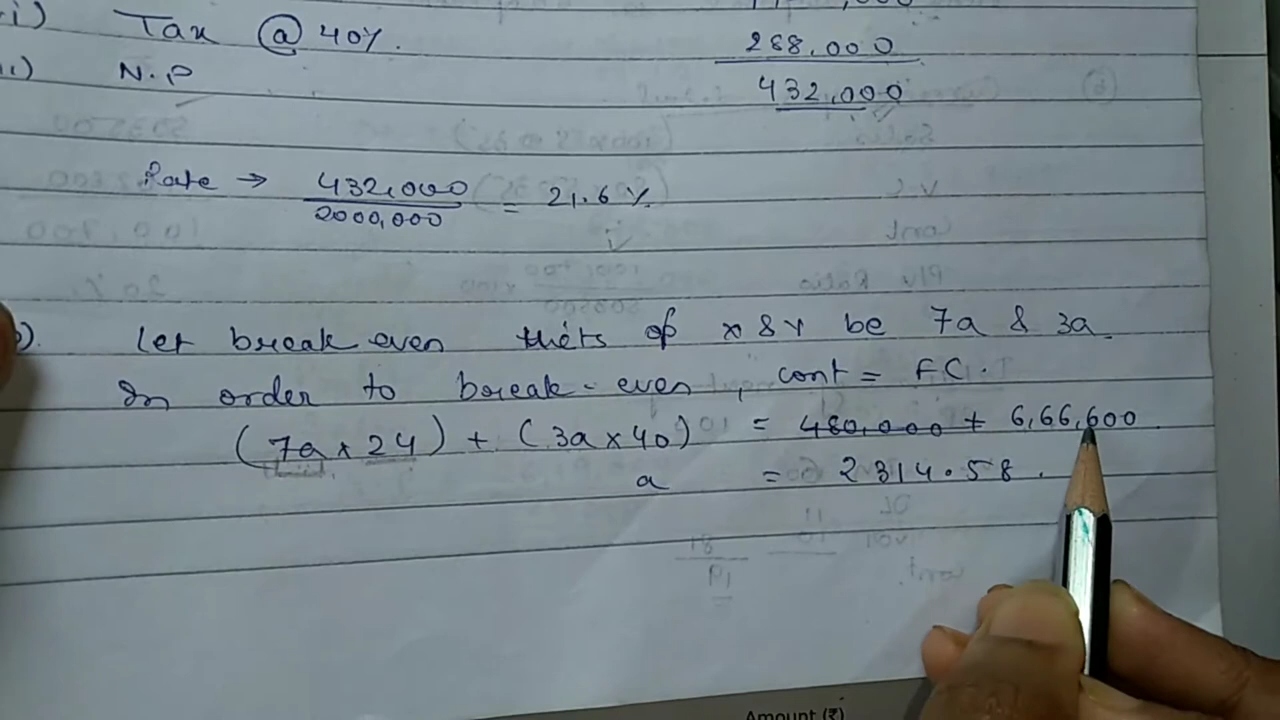 i) Tax @ 40%. 288,000
N.P 432,000
Rate → 432,000 / 2000,000 = 21.6%.
Let break even units of x & Y be 7a & 3a.
In order to break-even, cont = FC.
(7a x 24) + (3a x 40) = 480,000 + 6,66,600.
a = 2314.58.
Amount (₹)